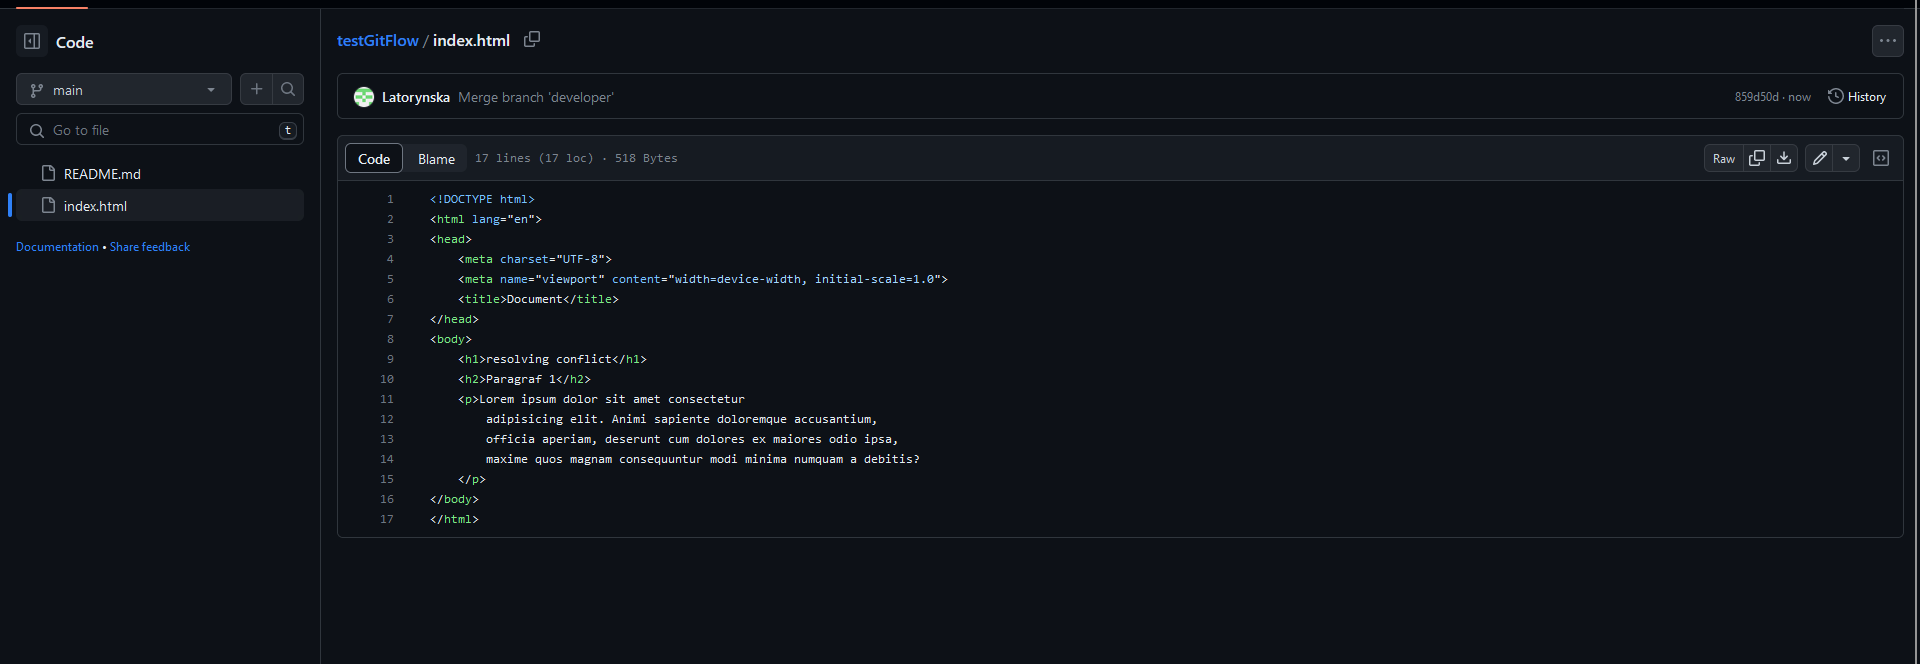 Code
main
Go to file
t
README.md
index.html
Documentation • Share feedback
testGitFlow / index.html
Latorynska Merge branch 'developer'
859d50d · now
History
Code Blame 17 lines (17 loc) · 518 Bytes
Raw
1 <!DOCTYPE html>
2 <html lang="en">
3 <head>
4     <meta charset="UTF-8">
5     <meta name="viewport" content="width=device-width, initial-scale=1.0">
6     <title>Document</title>
7 </head>
8 <body>
9     <h1>resolving conflict</h1>
10     <h2>Paragraf 1</h2>
11     <p>Lorem ipsum dolor sit amet consectetur
12         adipisicing elit. Animi sapiente doloremque accusantium,
13         officia aperiam, deserunt cum dolores ex maiores odio ipsa,
14         maxime quos magnam consequuntur modi minima numquam a debitis?
15     </p>
16 </body>
17 </html>